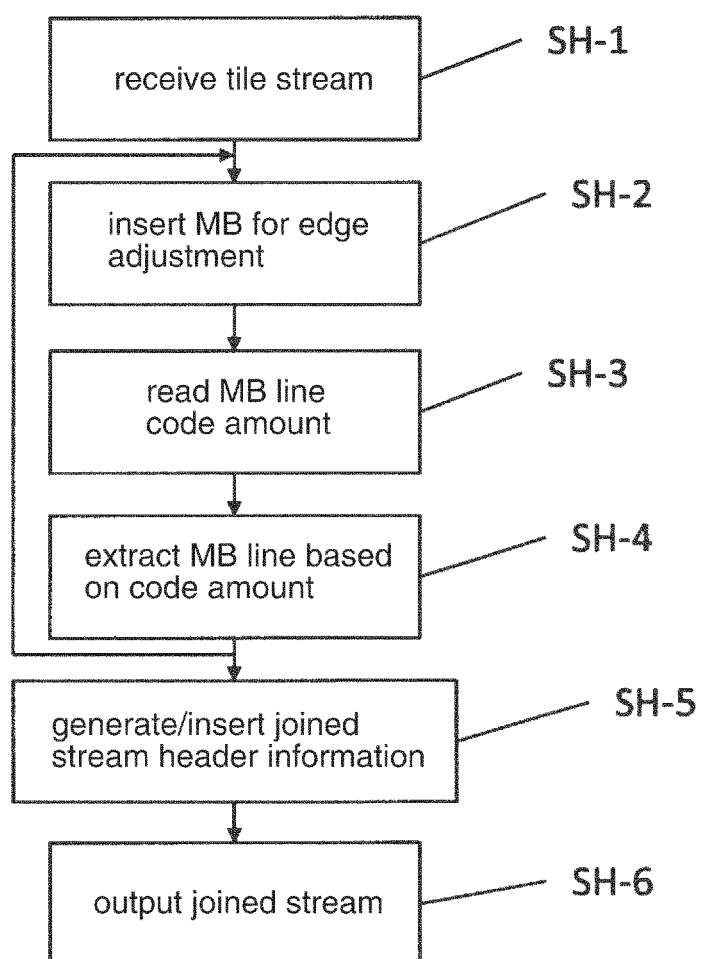 receive tile stream
SH-1
insert MB for edge
adjustment
SH-2
read MB line
code amount
SH-3
extract MB line based
on code amount
SH-4
generate/insert joined
stream header information
SH-5
output joined stream
SH-6